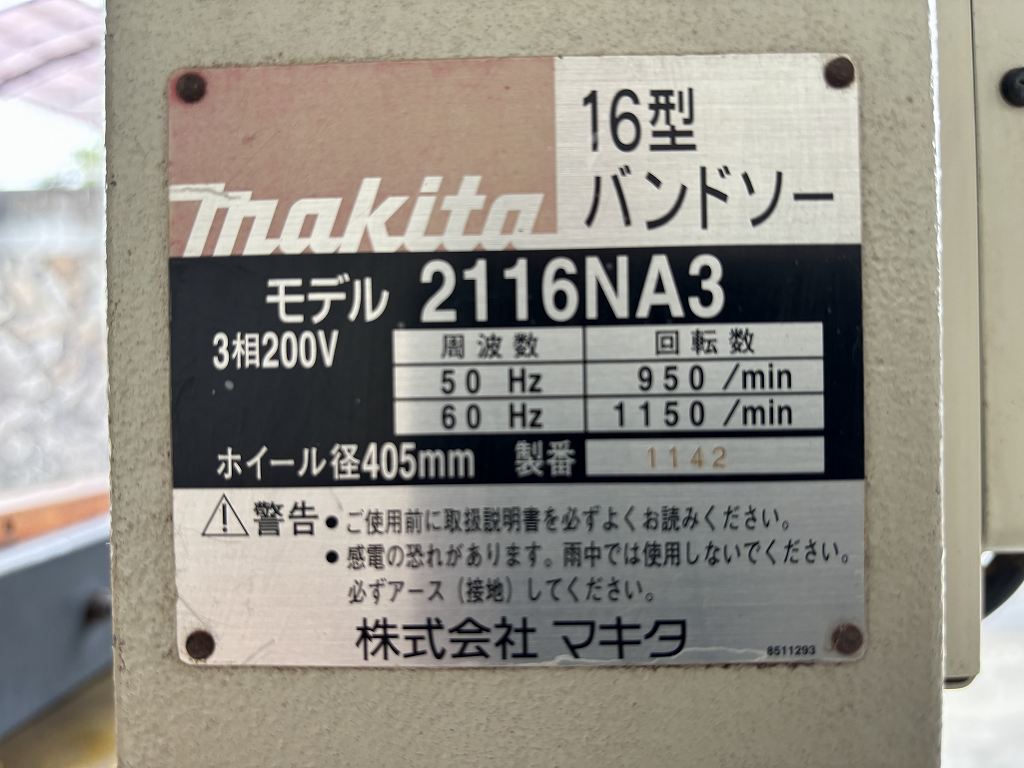 makita
16型
バンドソー
モデル 2116NA3
3相200V
周波数 回転数
50 Hz 950 /min
60 Hz 1150 /min
ホイール径405mm 製番 1142
⚠警告 ●ご使用前に取扱説明書を必ずよくお読みください。
●感電の恐れがあります。雨中では使用しないでください。
必ずアース（接地）してください。
株式会社 マキタ
8511293